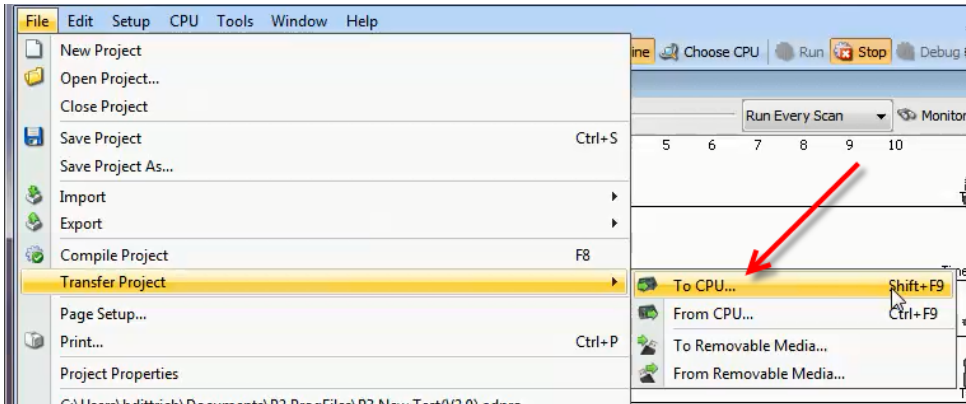 File Edit Setup CPU Tools Window Help
New Project
Open Project...
Close Project
Save Project Ctrl+S
Save Project As...
Import
Export
Compile Project F8
Transfer Project
Page Setup...
Print... Ctrl+P
Project Properties
ine Choose CPU Run Stop Debug
Run Every Scan Monitor
5 6 7 8 9 10
To CPU... Shift+F9
From CPU... Ctrl+F9
To Removable Media...
From Removable Media...